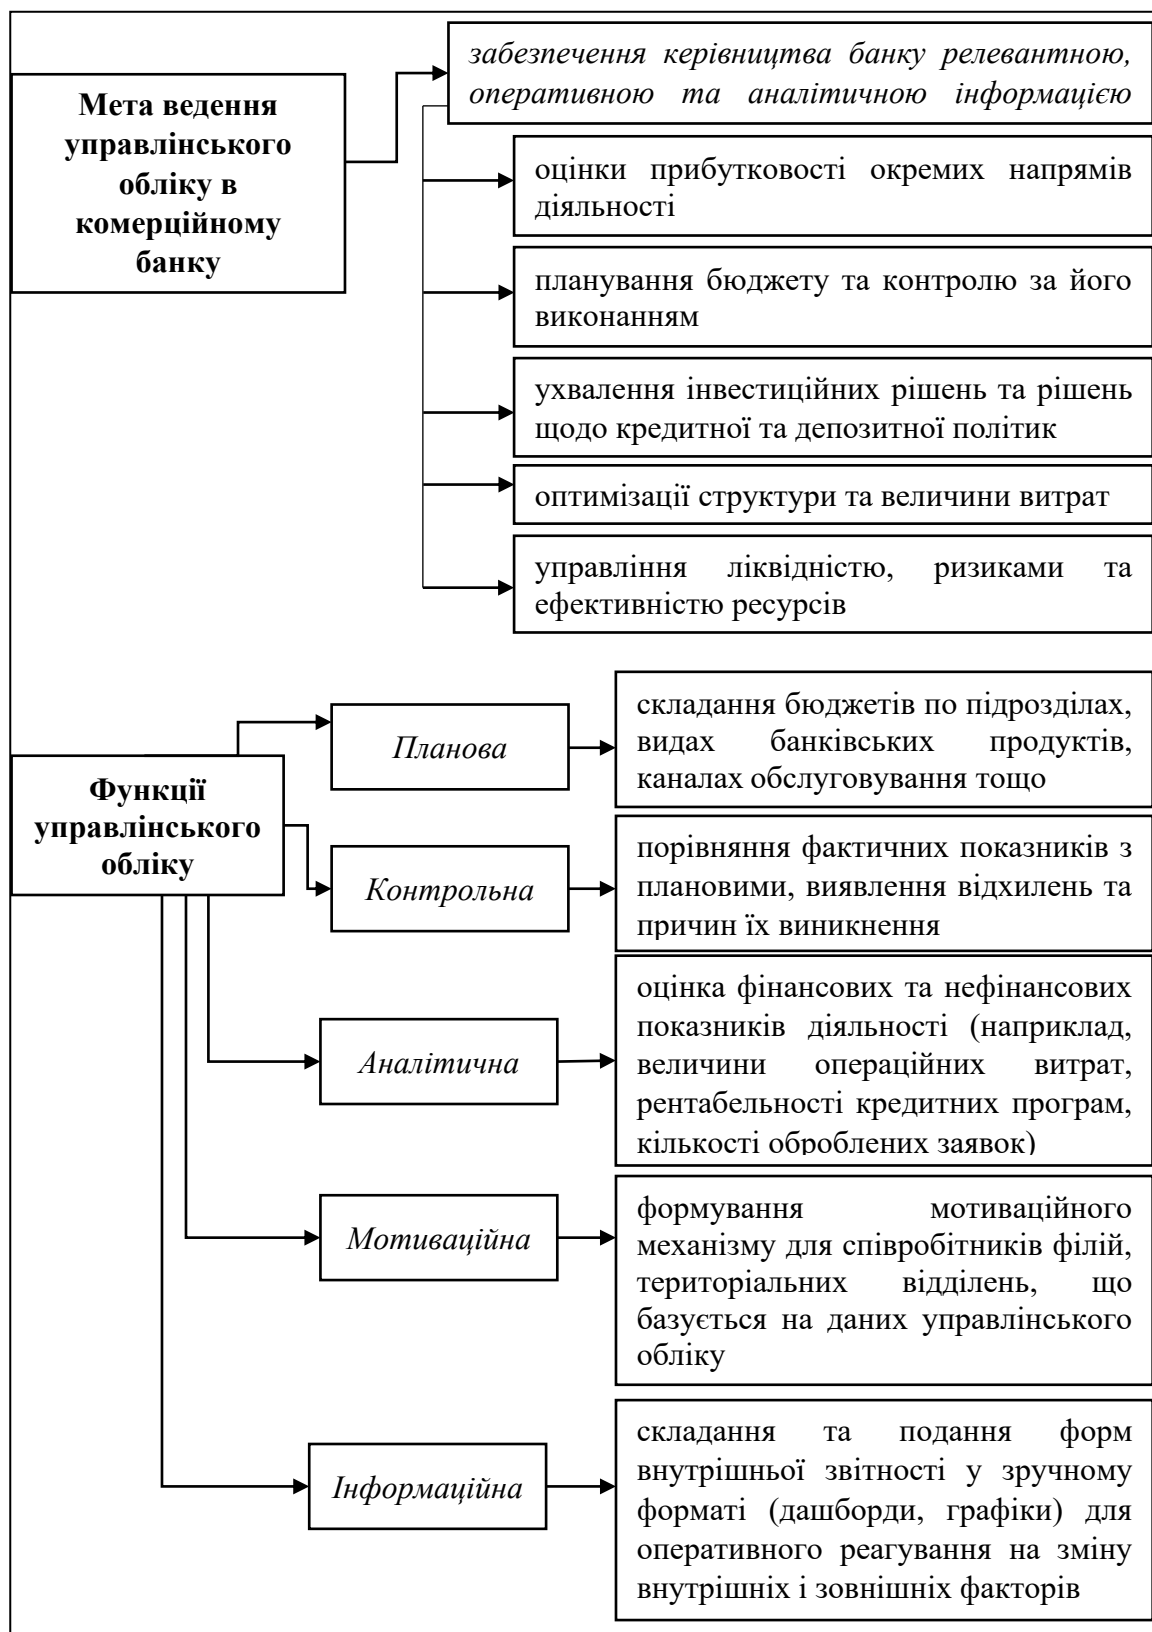 Мета ведення
управлінського
обліку в
комерційному
банку
забезпечення керівництва банку релевантною,
оперативною та аналітичною інформацією
оцінки прибутковості окремих напрямів
діяльності
планування бюджету та контролю за його
виконанням
ухвалення інвестиційних рішень та рішень
щодо кредитної та депозитної політик
оптимізації структури та величини витрат
управління ліквідністю, ризиками та
ефективністю ресурсів
Функції
управлінського
обліку
Планова
складання бюджетів по підрозділах,
видах банківських продуктів,
каналах обслуговування тощо
Контрольна
порівняння фактичних показників з
плановими, виявлення відхилень та
причин їх виникнення
Аналітична
оцінка фінансових та нефінансових
показників діяльності (наприклад,
величини операційних витрат,
рентабельності кредитних програм,
кількості оброблених заявок)
Мотиваційна
формування мотиваційного
механізму для співробітників філій,
територіальних відділень, що
базується на даних управлінського
обліку
Інформаційна
складання та подання форм
внутрішньої звітності у зручному
форматі (дашборди, графіки) для
оперативного реагування на зміну
внутрішніх і зовнішніх факторів